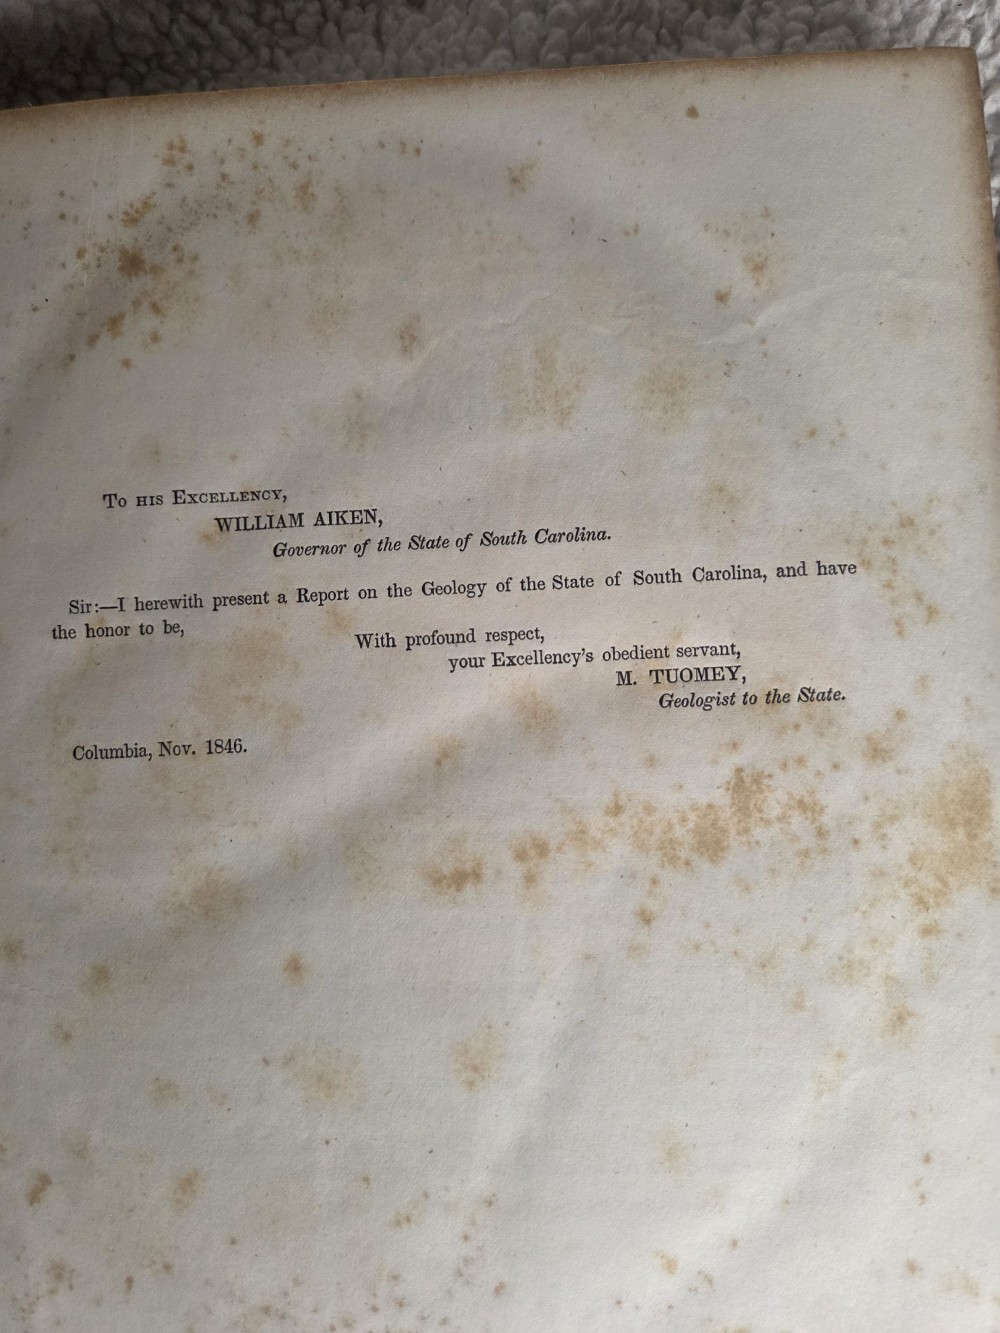 To his Excellency,
WILLIAM AIKEN,
Governor of the State of South Carolina.
Sir:—I herewith present a Report on the Geology of the State of South Carolina, and have
the honor to be,
With profound respect,
your Excellency's obedient servant,
M. TUOMEY,
Geologist to the State.
Columbia, Nov. 1846.